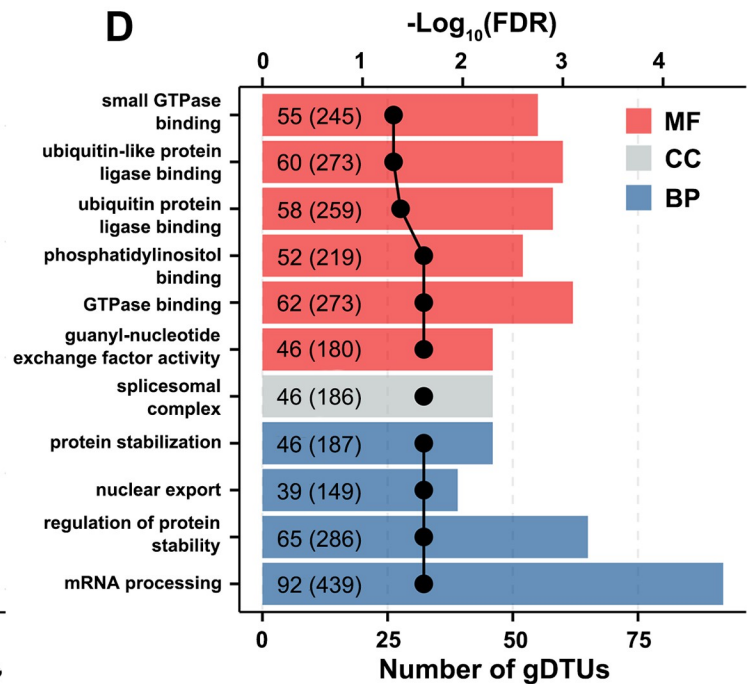 D
-Log10(FDR)
0 1 2 3 4
small GTPase
binding
55 (245)
ubiquitin-like protein
ligase binding
60 (273)
ubiquitin protein
ligase binding
58 (259)
phosphatidylinositol
binding
52 (219)
GTPase binding
62 (273)
guanyl-nucleotide
exchange factor activity
46 (180)
splicesomal
complex
46 (186)
protein stabilization
46 (187)
nuclear export
39 (149)
regulation of protein
stability
65 (286)
mRNA processing
92 (439)
MF
CC
BP
0 25 50 75
Number of gDTUs